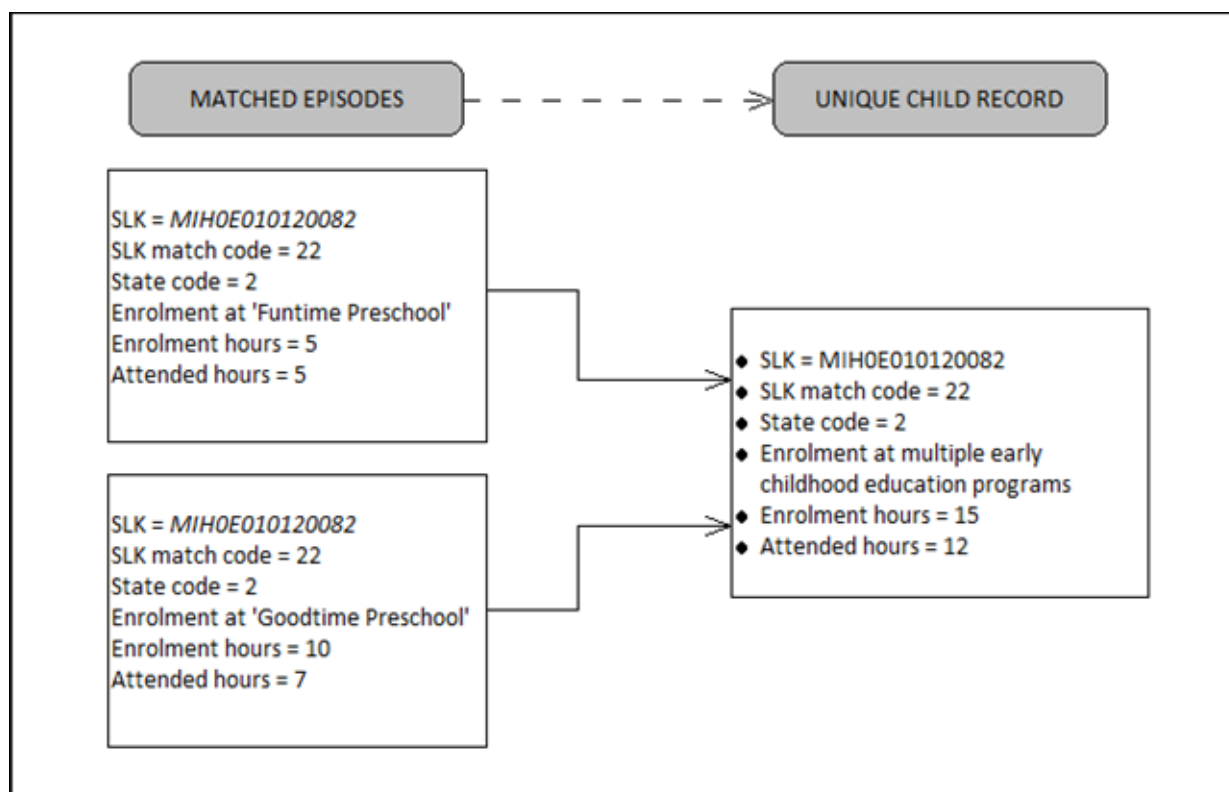 MATCHED EPISODES
UNIQUE CHILD RECORD
SLK = MIH0E010120082
SLK match code = 22
State code = 2
Enrolment at 'Funtime Preschool'
Enrolment hours = 5
Attended hours = 5
SLK = MIH0E010120082
SLK match code = 22
State code = 2
Enrolment at 'Goodtime Preschool'
Enrolment hours = 10
Attended hours = 7
● SLK = MIH0E010120082
● SLK match code = 22
● State code = 2
● Enrolment at multiple early
childhood education programs
● Enrolment hours = 15
● Attended hours = 12